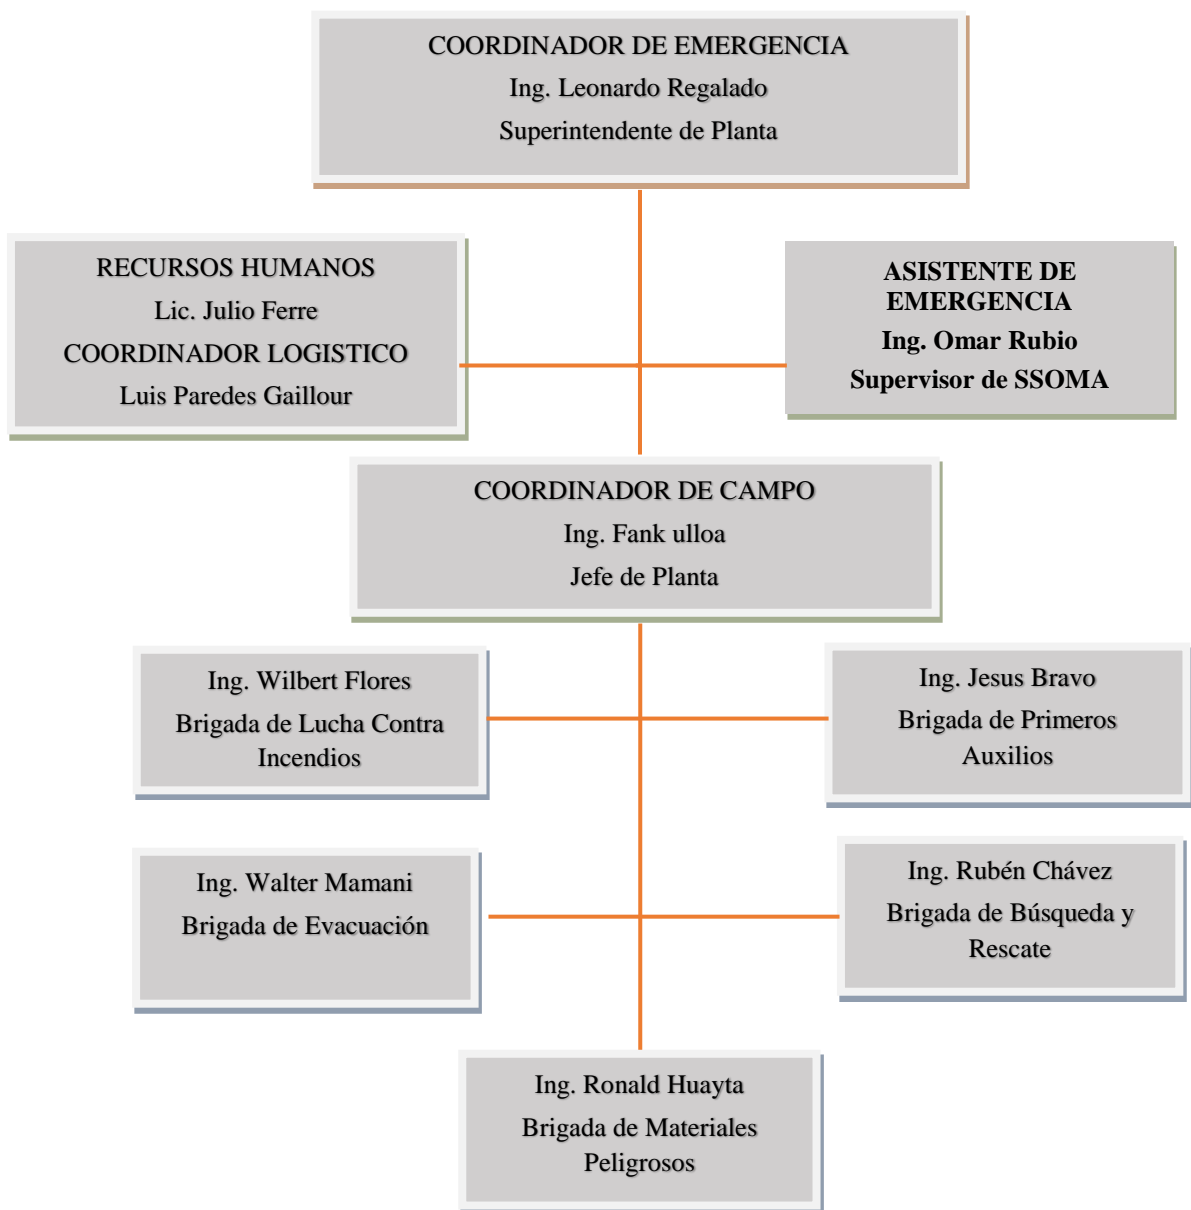 COORDINADOR DE EMERGENCIA
Ing. Leonardo Regalado
Superintendente de Planta
RECURSOS HUMANOS
Lic. Julio Ferre
COORDINADOR LOGISTICO
Luis Paredes Gaillour
ASISTENTE DE
EMERGENCIA
Ing. Omar Rubio
Supervisor de SSOMA
COORDINADOR DE CAMPO
Ing. Fank ulloa
Jefe de Planta
Ing. Wilbert Flores
Brigada de Lucha Contra
Incendios
Ing. Jesus Bravo
Brigada de Primeros
Auxilios
Ing. Walter Mamani
Brigada de Evacuación
Ing. Rubén Chávez
Brigada de Búsqueda y
Rescate
Ing. Ronald Huayta
Brigada de Materiales
Peligrosos